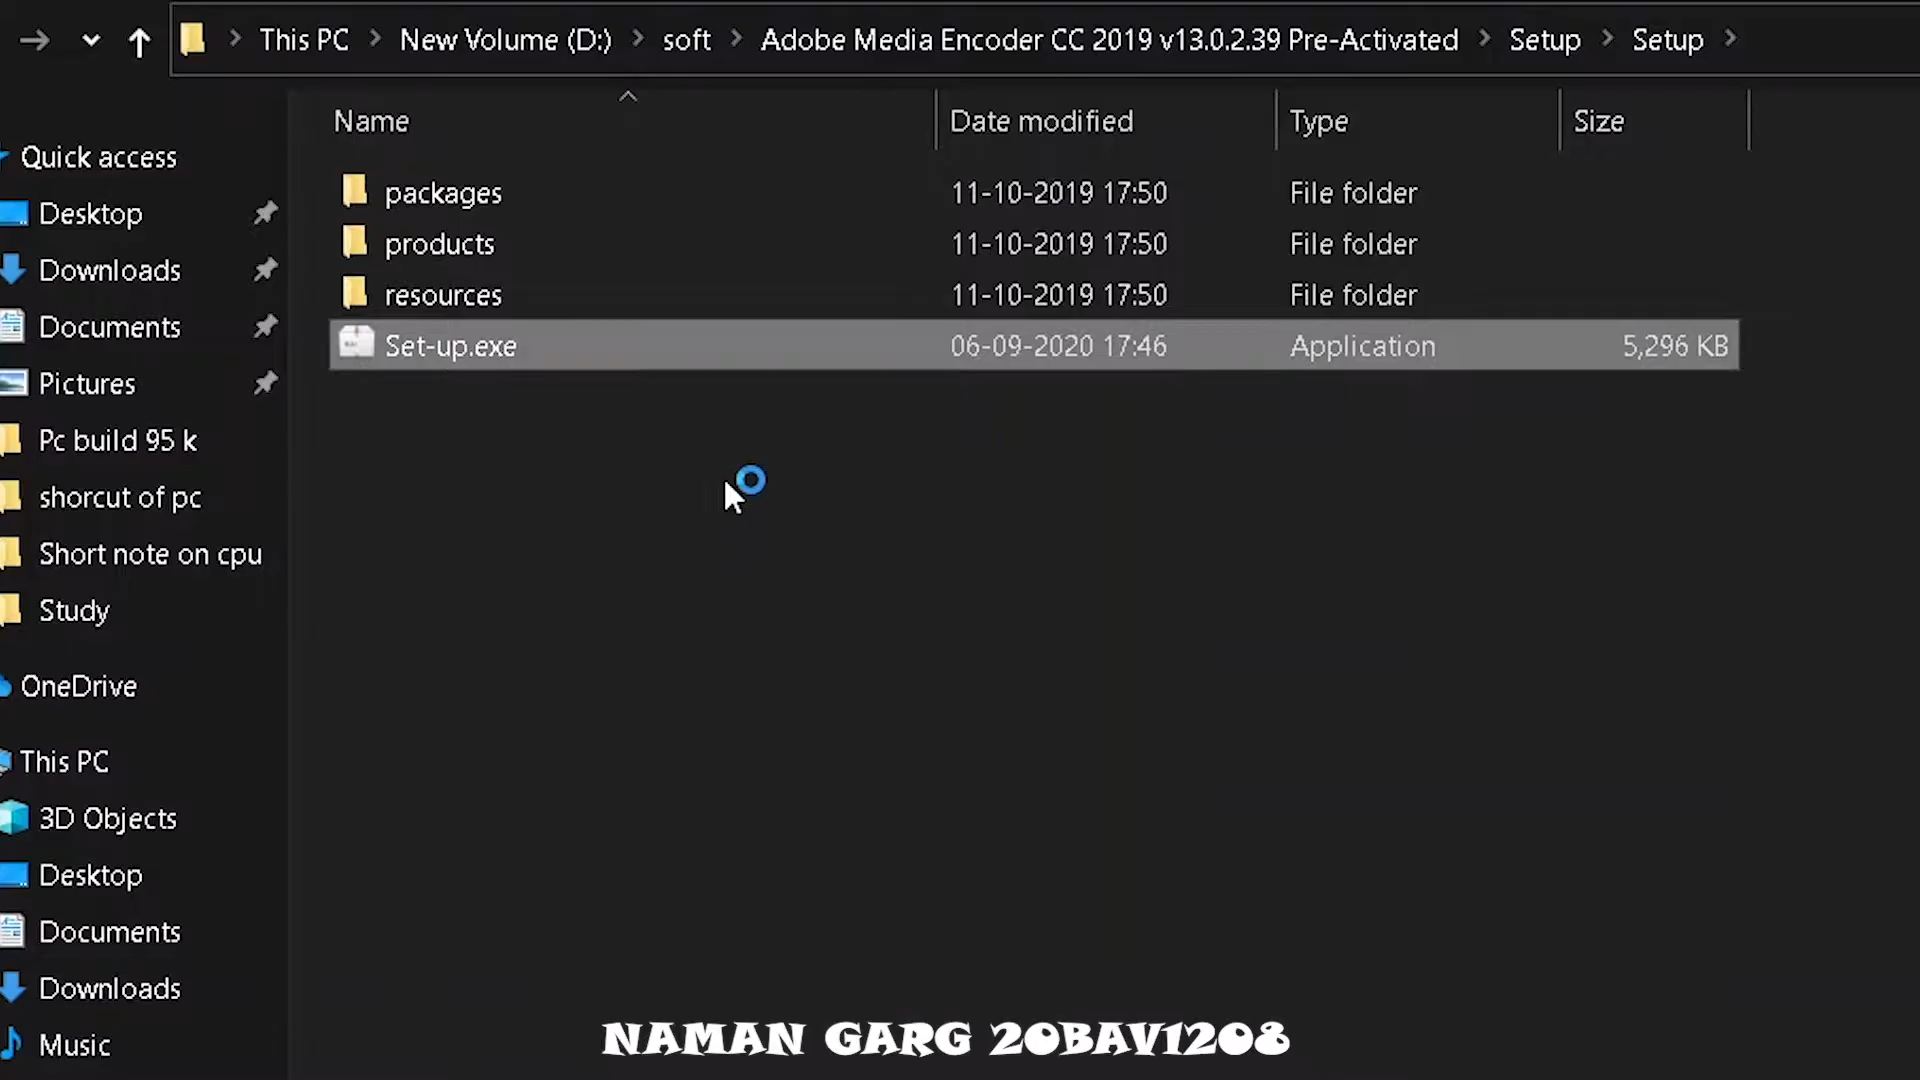 This PC > New Volume (D:) > soft > Adobe Media Encoder CC 2019 v13.0.2.39 Pre-Activated > Setup > Setup >
Name Date modified Type Size
packages 11-10-2019 17:50 File folder
products 11-10-2019 17:50 File folder
resources 11-10-2019 17:50 File folder
Set-up.exe 06-09-2020 17:46 Application 5,296 KB
Quick access
Desktop
Downloads
Documents
Pictures
Pc build 95 k
shorcut of pc
Short note on cpu
Study
OneDrive
This PC
3D Objects
Desktop
Documents
Downloads
Music
NAMAN GARG 20BAV1208